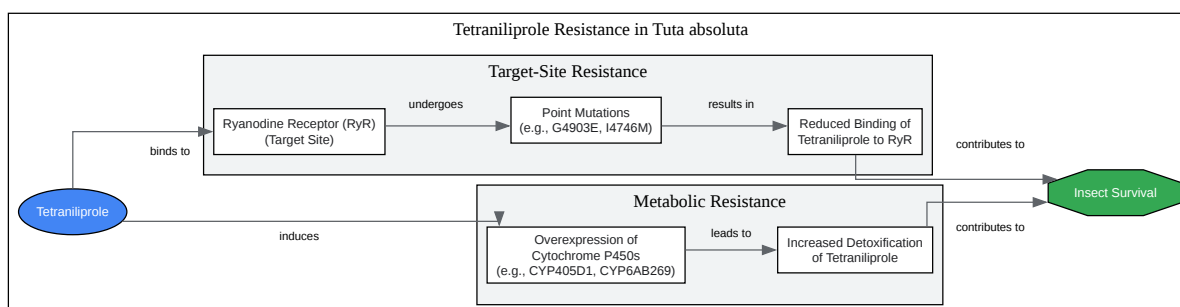 Tetraniliprole Resistance in Tuta absoluta
Target-Site Resistance
Ryanodine Receptor (RyR)
(Target Site)
undergoes
Point Mutations
(e.g., G4903E, I4746M)
results in
Reduced Binding of
Tetraniliprole to RyR
binds to
contributes to
Tetraniliprole
Insect Survival
Metabolic Resistance
induces
Overexpression of
Cytochrome P450s
(e.g., CYP405D1, CYP6AB269)
leads to
Increased Detoxification
of Tetraniliprole
contributes to